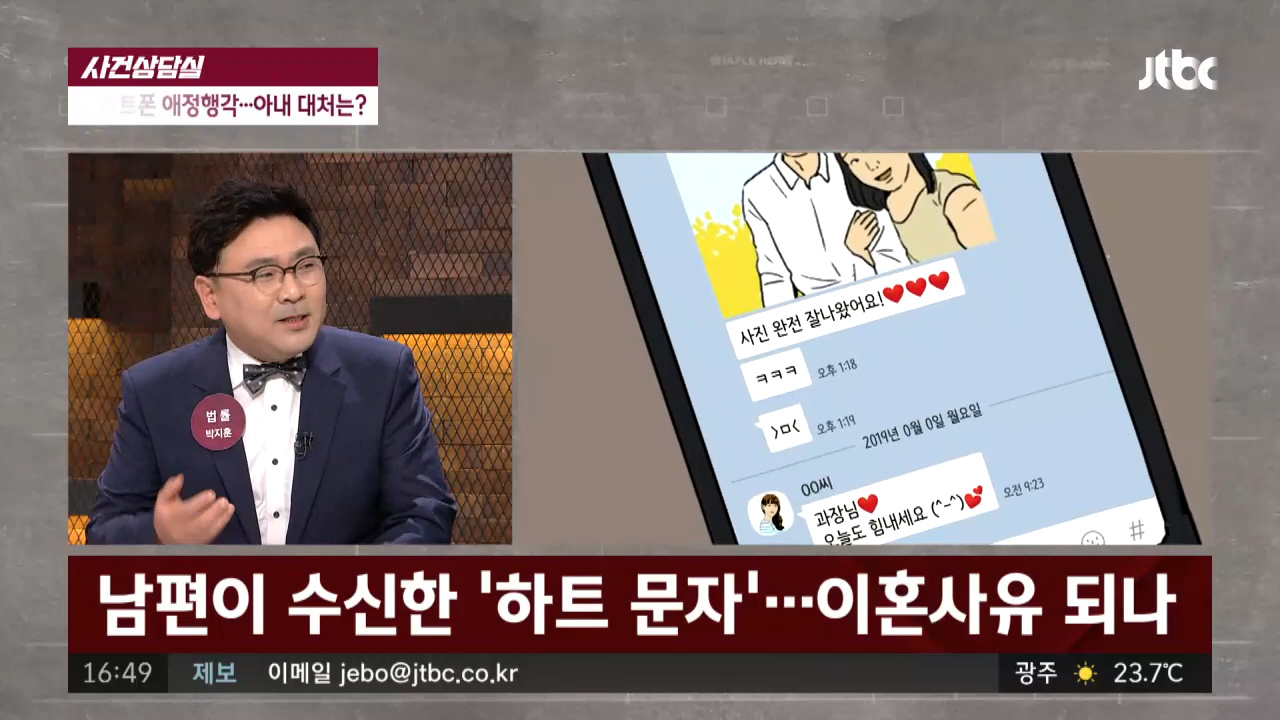 사건상담실
트폰 애정행각…아내 대처는?
jtbc
법률
박지훈
사진 완전 잘나왔어요!❤❤❤
ㅋㅋㅋ
오후 1:18
>ㅁ<
오후 1:19
2019년 0월 0일 월요일
OO씨
과장님❤
오늘도 힘내세요 (^-^)💕
오전 9:23
#
남편이 수신한 '하트 문자'…이혼사유 되나
16:49 제보 이메일 jebo@jtbc.co.kr 광주 23.7℃